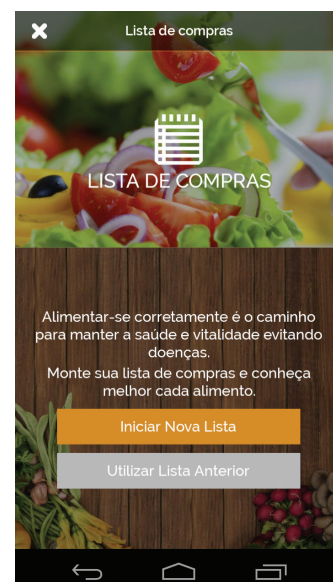 Lista de compras
LISTA DE COMPRAS
Alimentar-se corretamente é o caminho
para manter a saúde e vitalidade evitando
doenças.
Monte sua lista de compras e conheça
melhor cada alimento.
Iniciar Nova Lista
Utilizar Lista Anterior